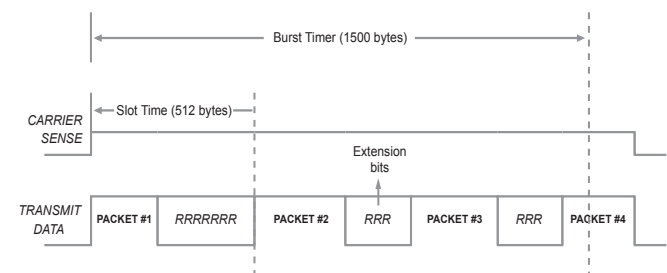 Burst Timer (1500 bytes)
Slot Time (512 bytes)
CARRIER
SENSE
Extension
bits
TRANSMIT
DATA
PACKET #1
RRRRRRR
PACKET #2
RRR
PACKET #3
RRR
PACKET #4